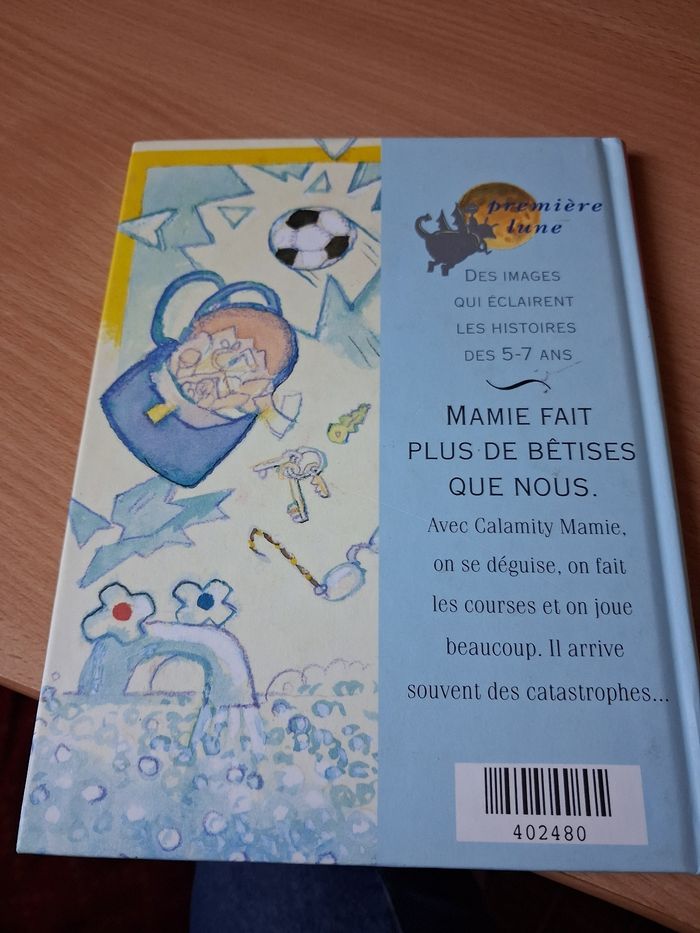 première
lune
DES IMAGES
QUI ÉCLAIRENT
LES HISTOIRES
DES 5-7 ANS
MAMIE FAIT
PLUS DE BÊTISES
QUE NOUS.
Avec Calamity Mamie,
on se déguise, on fait
les courses et on joue
beaucoup. Il arrive
souvent des catastrophes...
402480